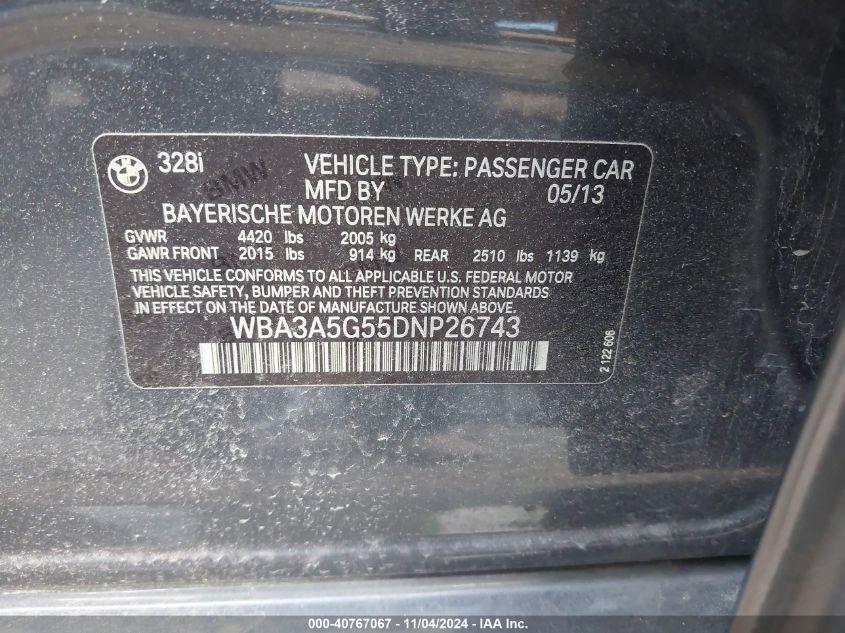 328i VEHICLE TYPE: PASSENGER CAR
MFD BY 05/13
BAYERISCHE MOTOREN WERKE AG
GVWR 4420 lbs 2005 kg
GAWR FRONT 2015 lbs 914 kg REAR 2510 lbs 1139 kg
THIS VEHICLE CONFORMS TO ALL APPLICABLE U.S. FEDERAL MOTOR
VEHICLE SAFETY, BUMPER AND THEFT PREVENTION STANDARDS IN
EFFECT ON THE DATE OF MANUFACTURE SHOWN ABOVE.
WBA3A5G55DNP26743
2 122 606
000-40767067 - 11/04/2024 - IAA Inc.